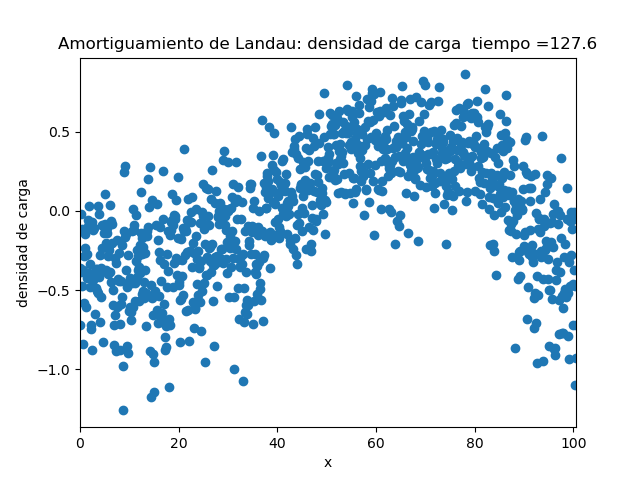 Amortiguamiento de Landau: densidad de carga  tiempo =127.6
densidad de carga
0.5
0.0
−0.5
−1.0
0 20 40 60 80 100
x